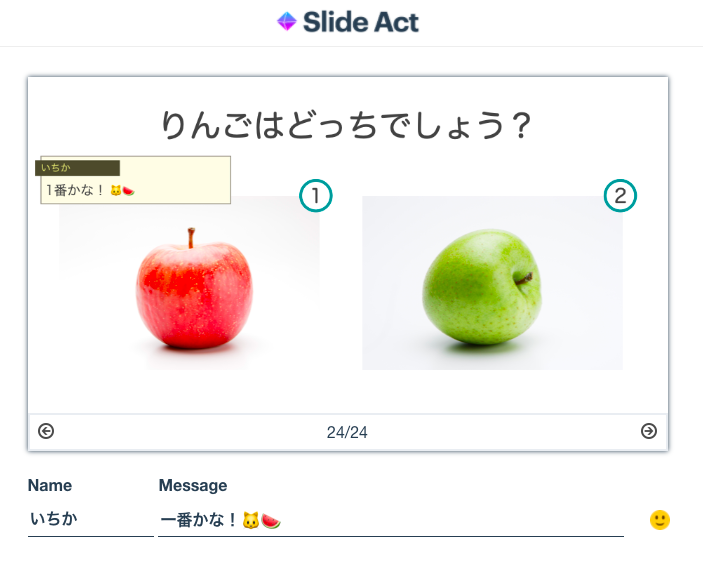 Slide Act
りんごはどっちでしょう？
いちか
1番かな！🐱🍉
1
2
24/24
Name
Message
いちか
一番かな！🐱🍉